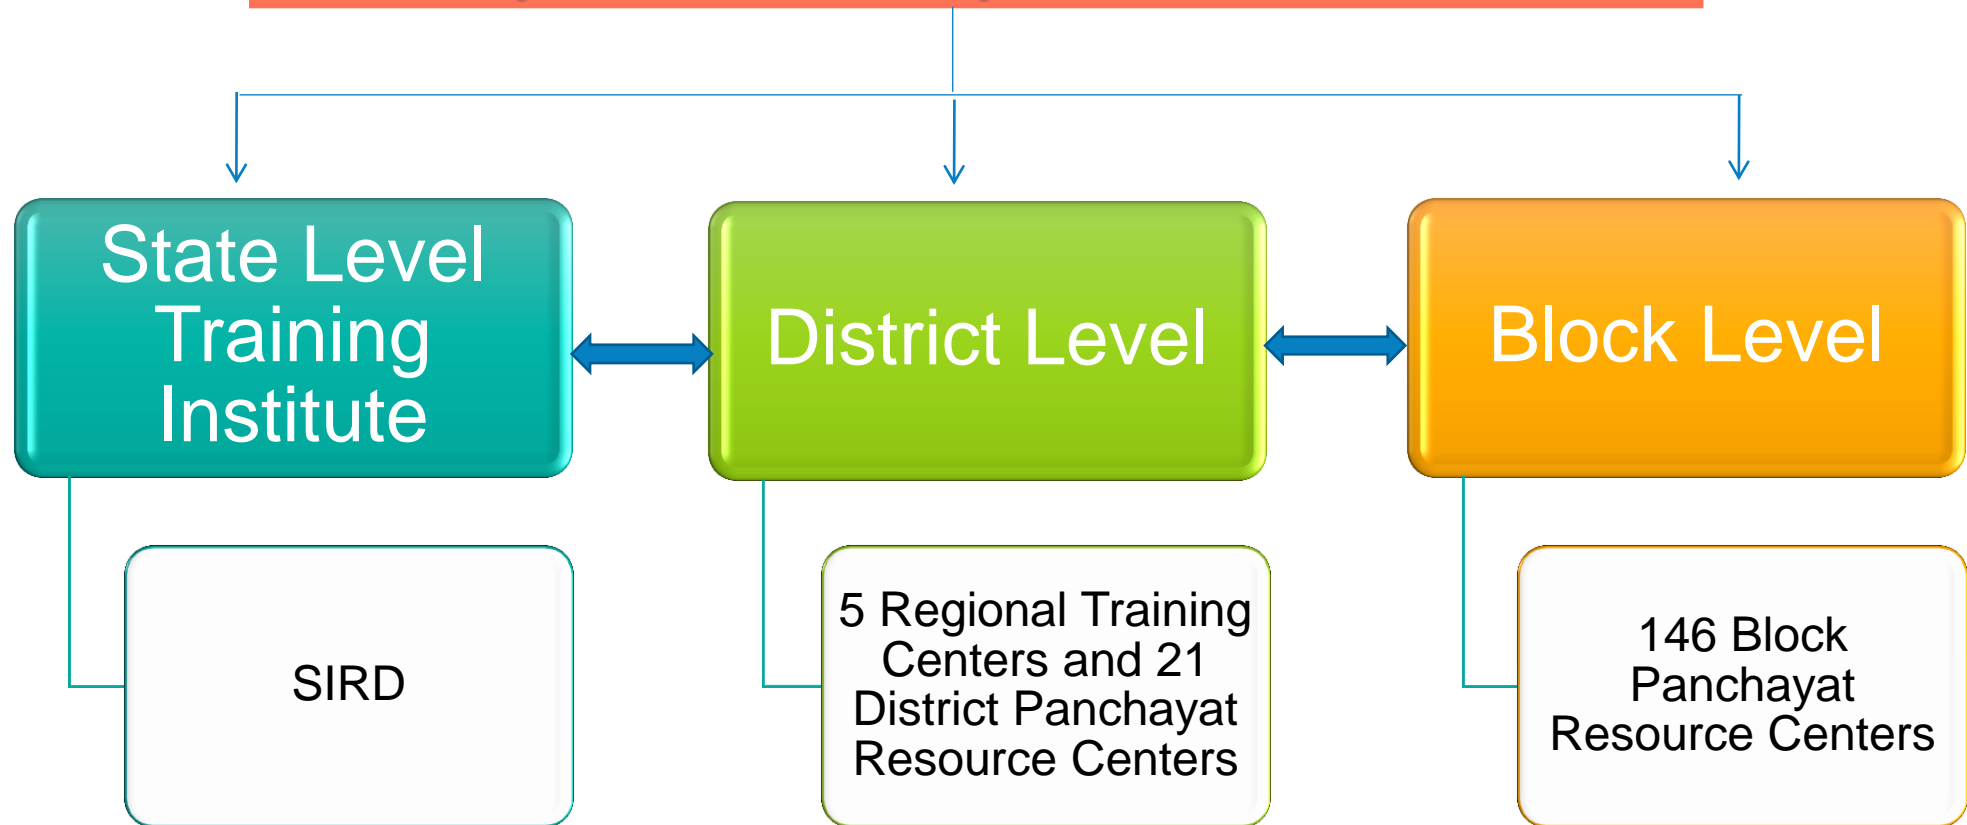 State Level
Training
Institute
District Level
Block Level
SIRD
5 Regional Training
Centers and 21
District Panchayat
Resource Centers
146 Block
Panchayat
Resource Centers